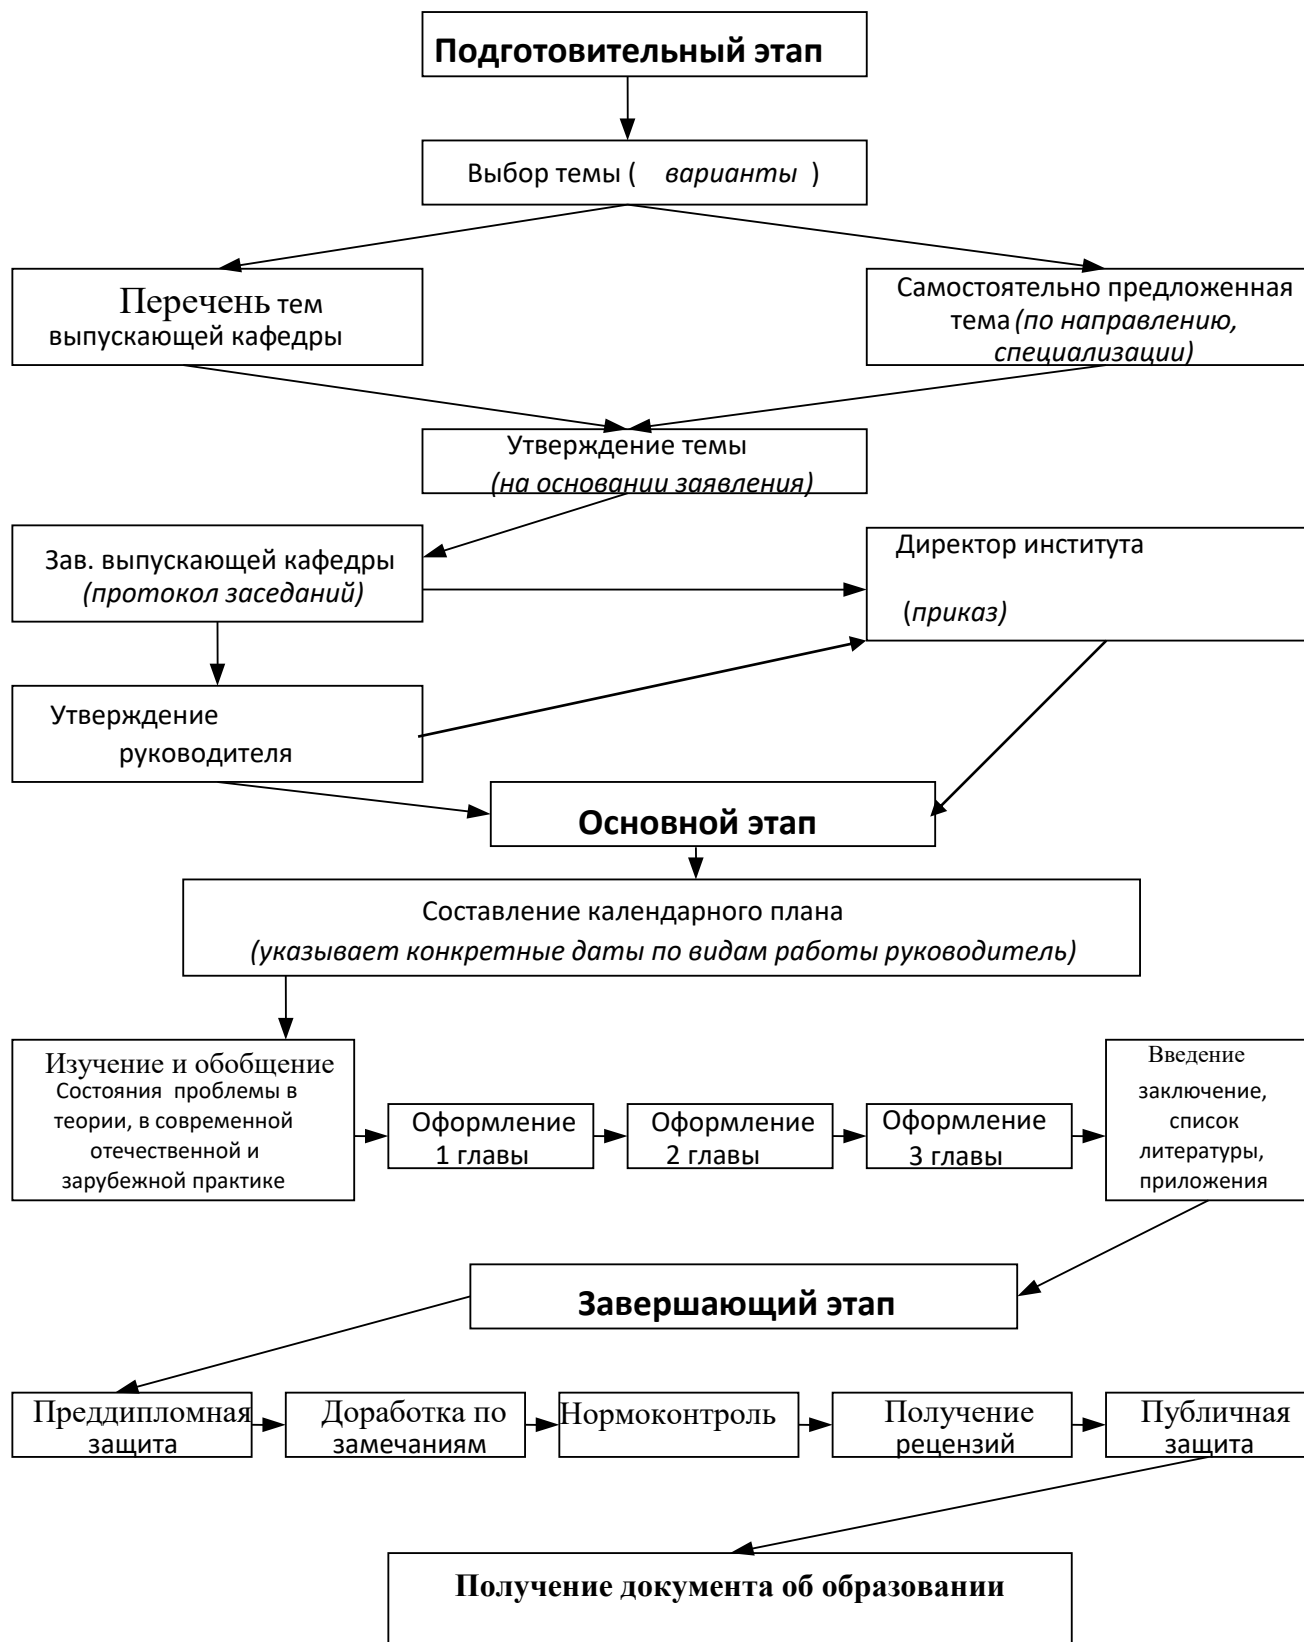 Подготовительный этап
Выбор темы ( варианты )
Перечень тем
выпускающей кафедры
Самостоятельно предложенная
тема (по направлению,
специализации)
Утверждение темы
(на основании заявления)
Зав. выпускающей кафедры
(протокол заседаний)
Директор института
(приказ)
Утверждение
руководителя
Основной этап
Составление календарного плана
(указывает конкретные даты по видам работы руководитель)
Изучение и обобщение
Состояния проблемы в
теории, в современной
отечественной и
зарубежной практике
Оформление
1 главы
Оформление
2 главы
Оформление
3 главы
Введение
заключение,
список
литературы,
приложения
Завершающий этап
Преддипломная
защита
Доработка по
замечаниям
Нормоконтроль
Получение
рецензий
Публичная
защита
Получение документа об образовании